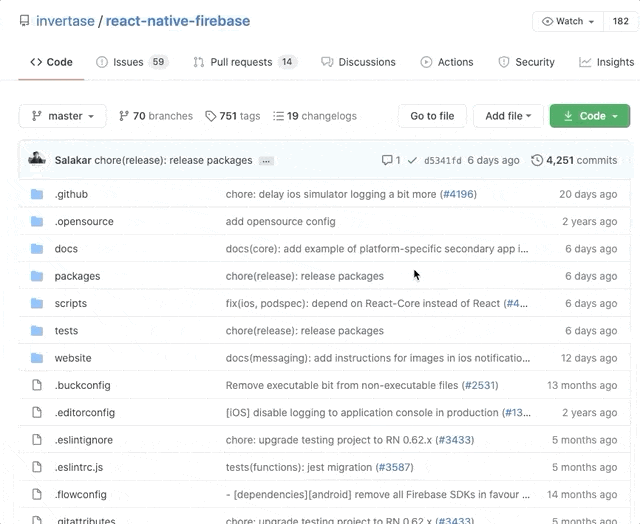 invertase / react-native-firebase
Watch 182
Code
Issues 59
Pull requests 14
Discussions
Actions
Security
Insights
master
70 branches
751 tags
19 changelogs
Go to file
Add file
Code
Salakar chore(release): release packages ... 1 d5341fd 6 days ago 4,251 commits
.github chore: delay ios simulator logging a bit more (#4196) 20 days ago
.opensource add opensource config 2 years ago
docs docs(core): add example of platform-specific secondary app i... 6 days ago
packages chore(release): release packages 6 days ago
scripts fix(ios, podspec): depend on React-Core instead of React (#4... 6 days ago
tests chore(release): release packages 6 days ago
website docs(messaging): add instructions for images in ios notificatio... 12 days ago
.buckconfig Remove executable bit from non-executable files (#2531) 13 months ago
.editorconfig [iOS] disable logging to application console in production (#13... 2 years ago
.eslintignore chore: upgrade testing project to RN 0.62.x (#3433) 5 months ago
.eslintrc.js tests(functions): jest migration (#3587) 5 months ago
.flowconfig - [dependencies][android] remove all Firebase SDKs in favour ... 14 months ago
.gitattributes chore: upgrade testing project to RN 0.62.x (#3433) 5 months ago